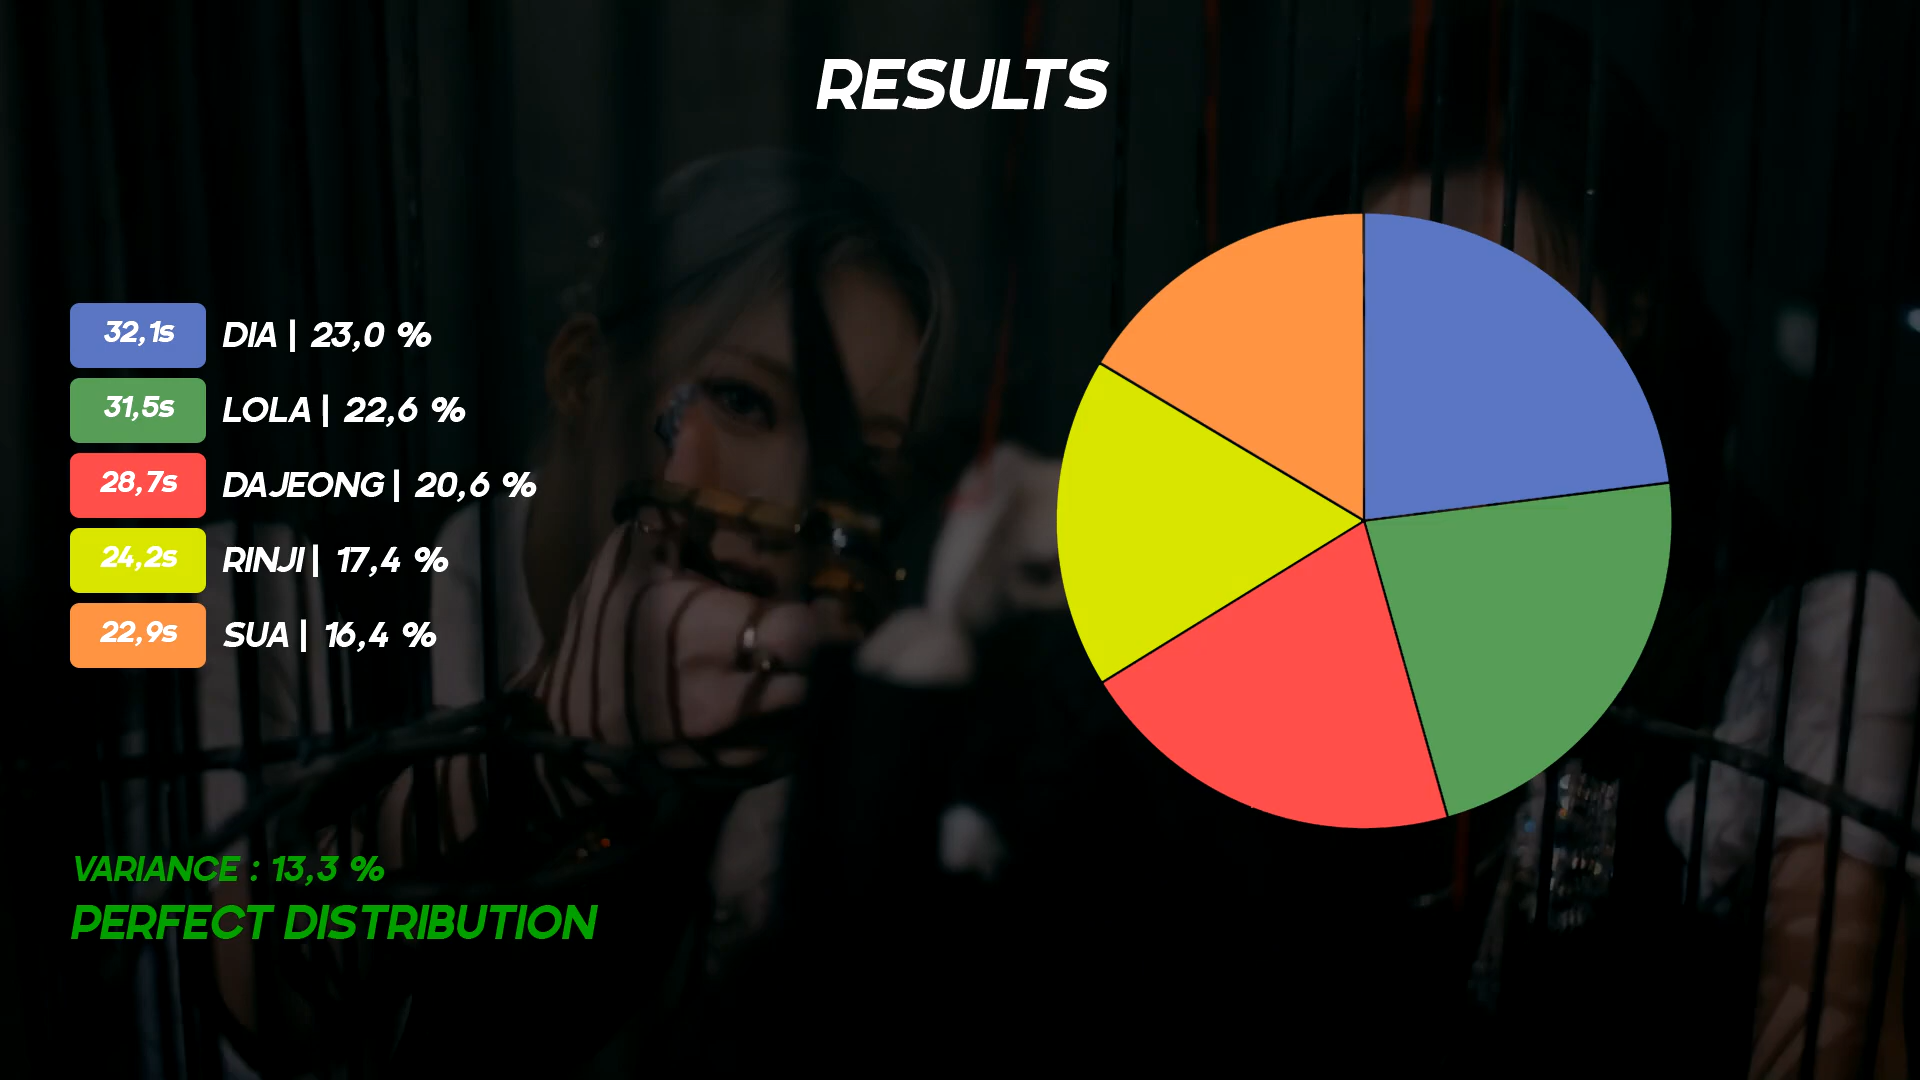 RESULTS
32,1s DIA | 23,0 %
31,5s LOLA | 22,6 %
28,7s DAJEONG | 20,6 %
24,2s RINJI | 17,4 %
22,9s SUA | 16,4 %
VARIANCE : 13,3 %
PERFECT DISTRIBUTION